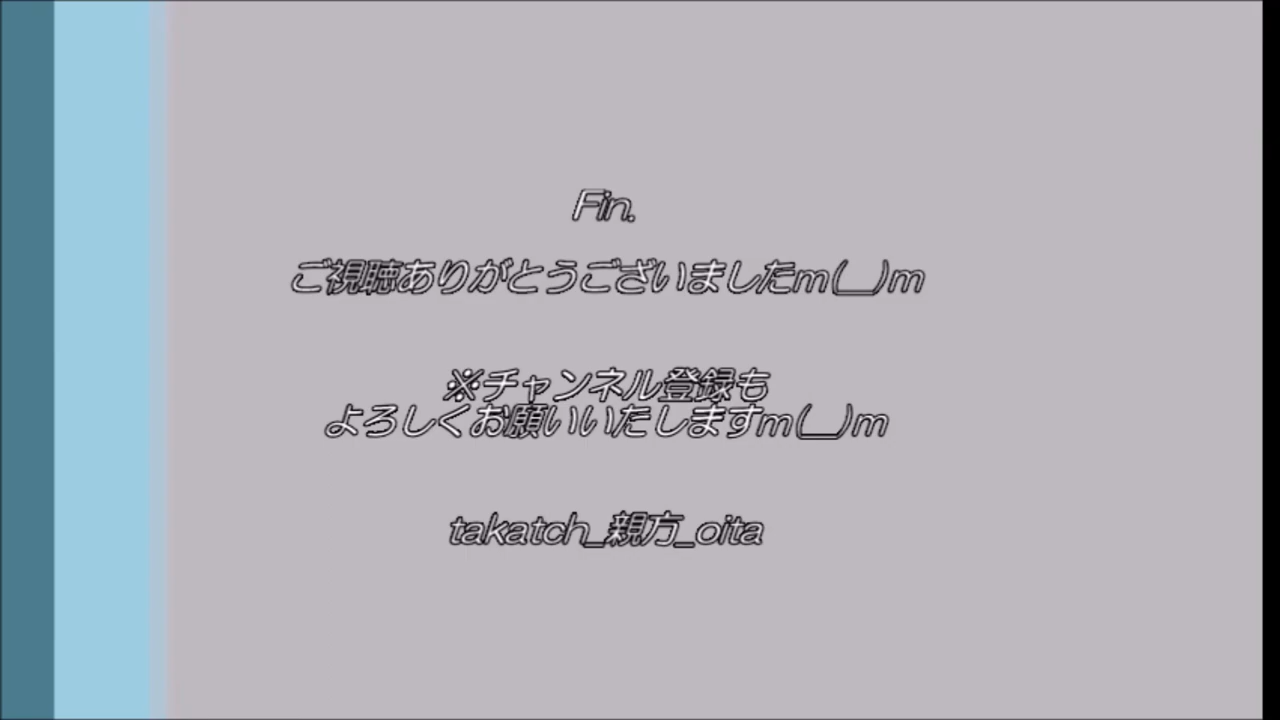 Fin.
ご視聴ありがとうございましたm(__)m
※チャンネル登録も
よろしくお願いいたしますm(__)m
takatch_親方_oita